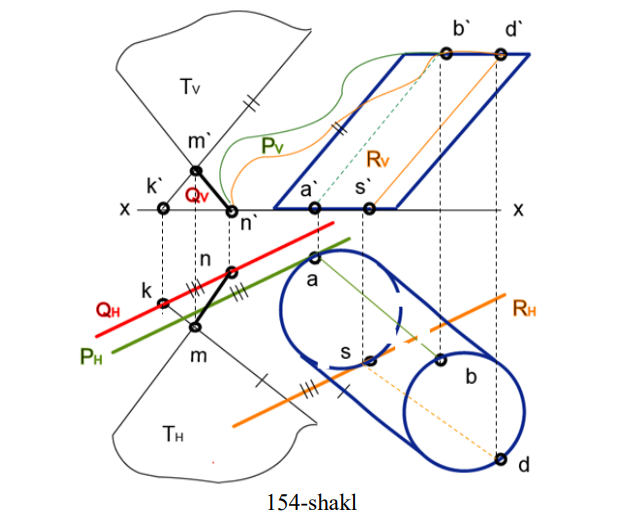 b` d`
TV
m` PV
RV
k` QV a` s`
x n` x
n
k a
QH RH
PH
m s b
TH
d
154-shakl